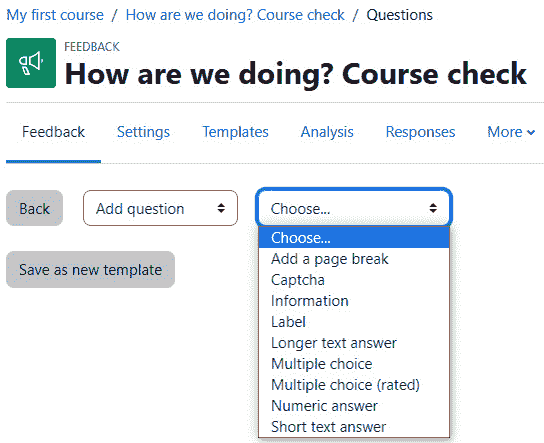 My first course / How are we doing? Course check / Questions
FEEDBACK
How are we doing? Course check
Feedback Settings Templates Analysis Responses More
Back Add question Choose...
Save as new template
Choose...
Add a page break
Captcha
Information
Label
Longer text answer
Multiple choice
Multiple choice (rated)
Numeric answer
Short text answer